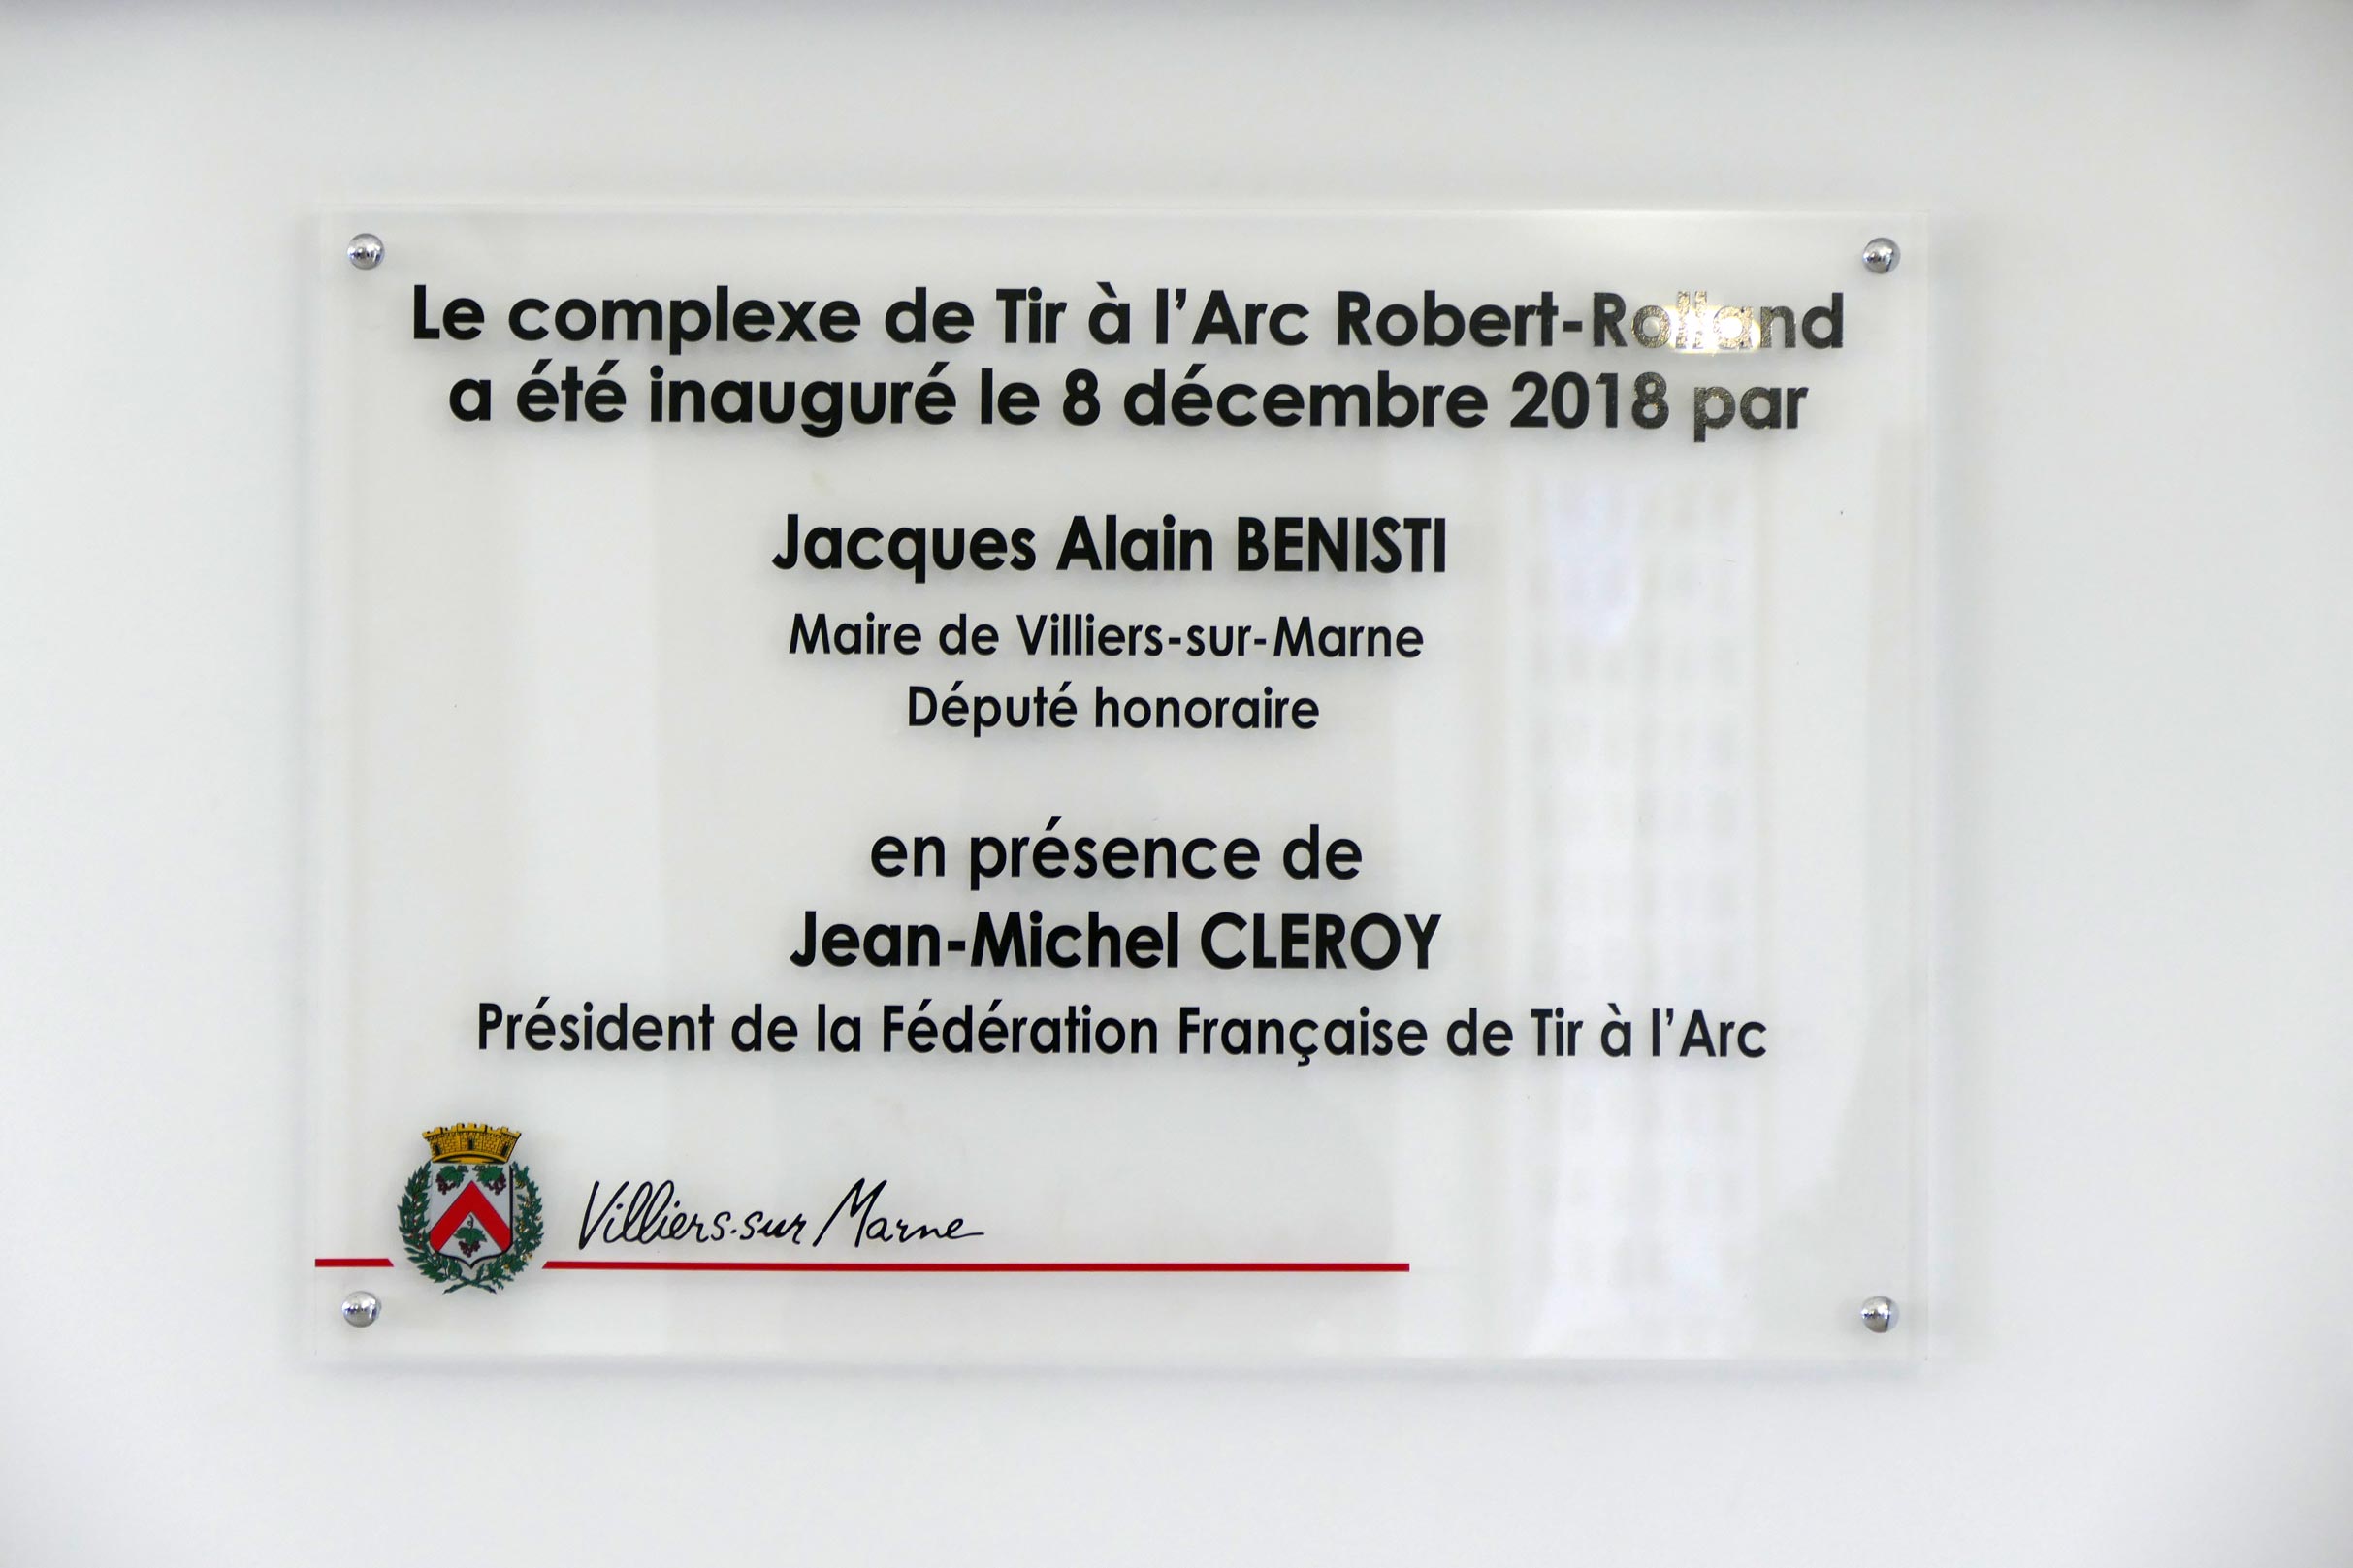 Le complexe de Tir à l'Arc Robert-Rolland
a été inauguré le 8 décembre 2018 par
Jacques Alain BENISTI
Maire de Villiers-sur-Marne
Député honoraire
en présence de
Jean-Michel CLEROY
Président de la Fédération Française de Tir à l'Arc
Villiers-sur Marne